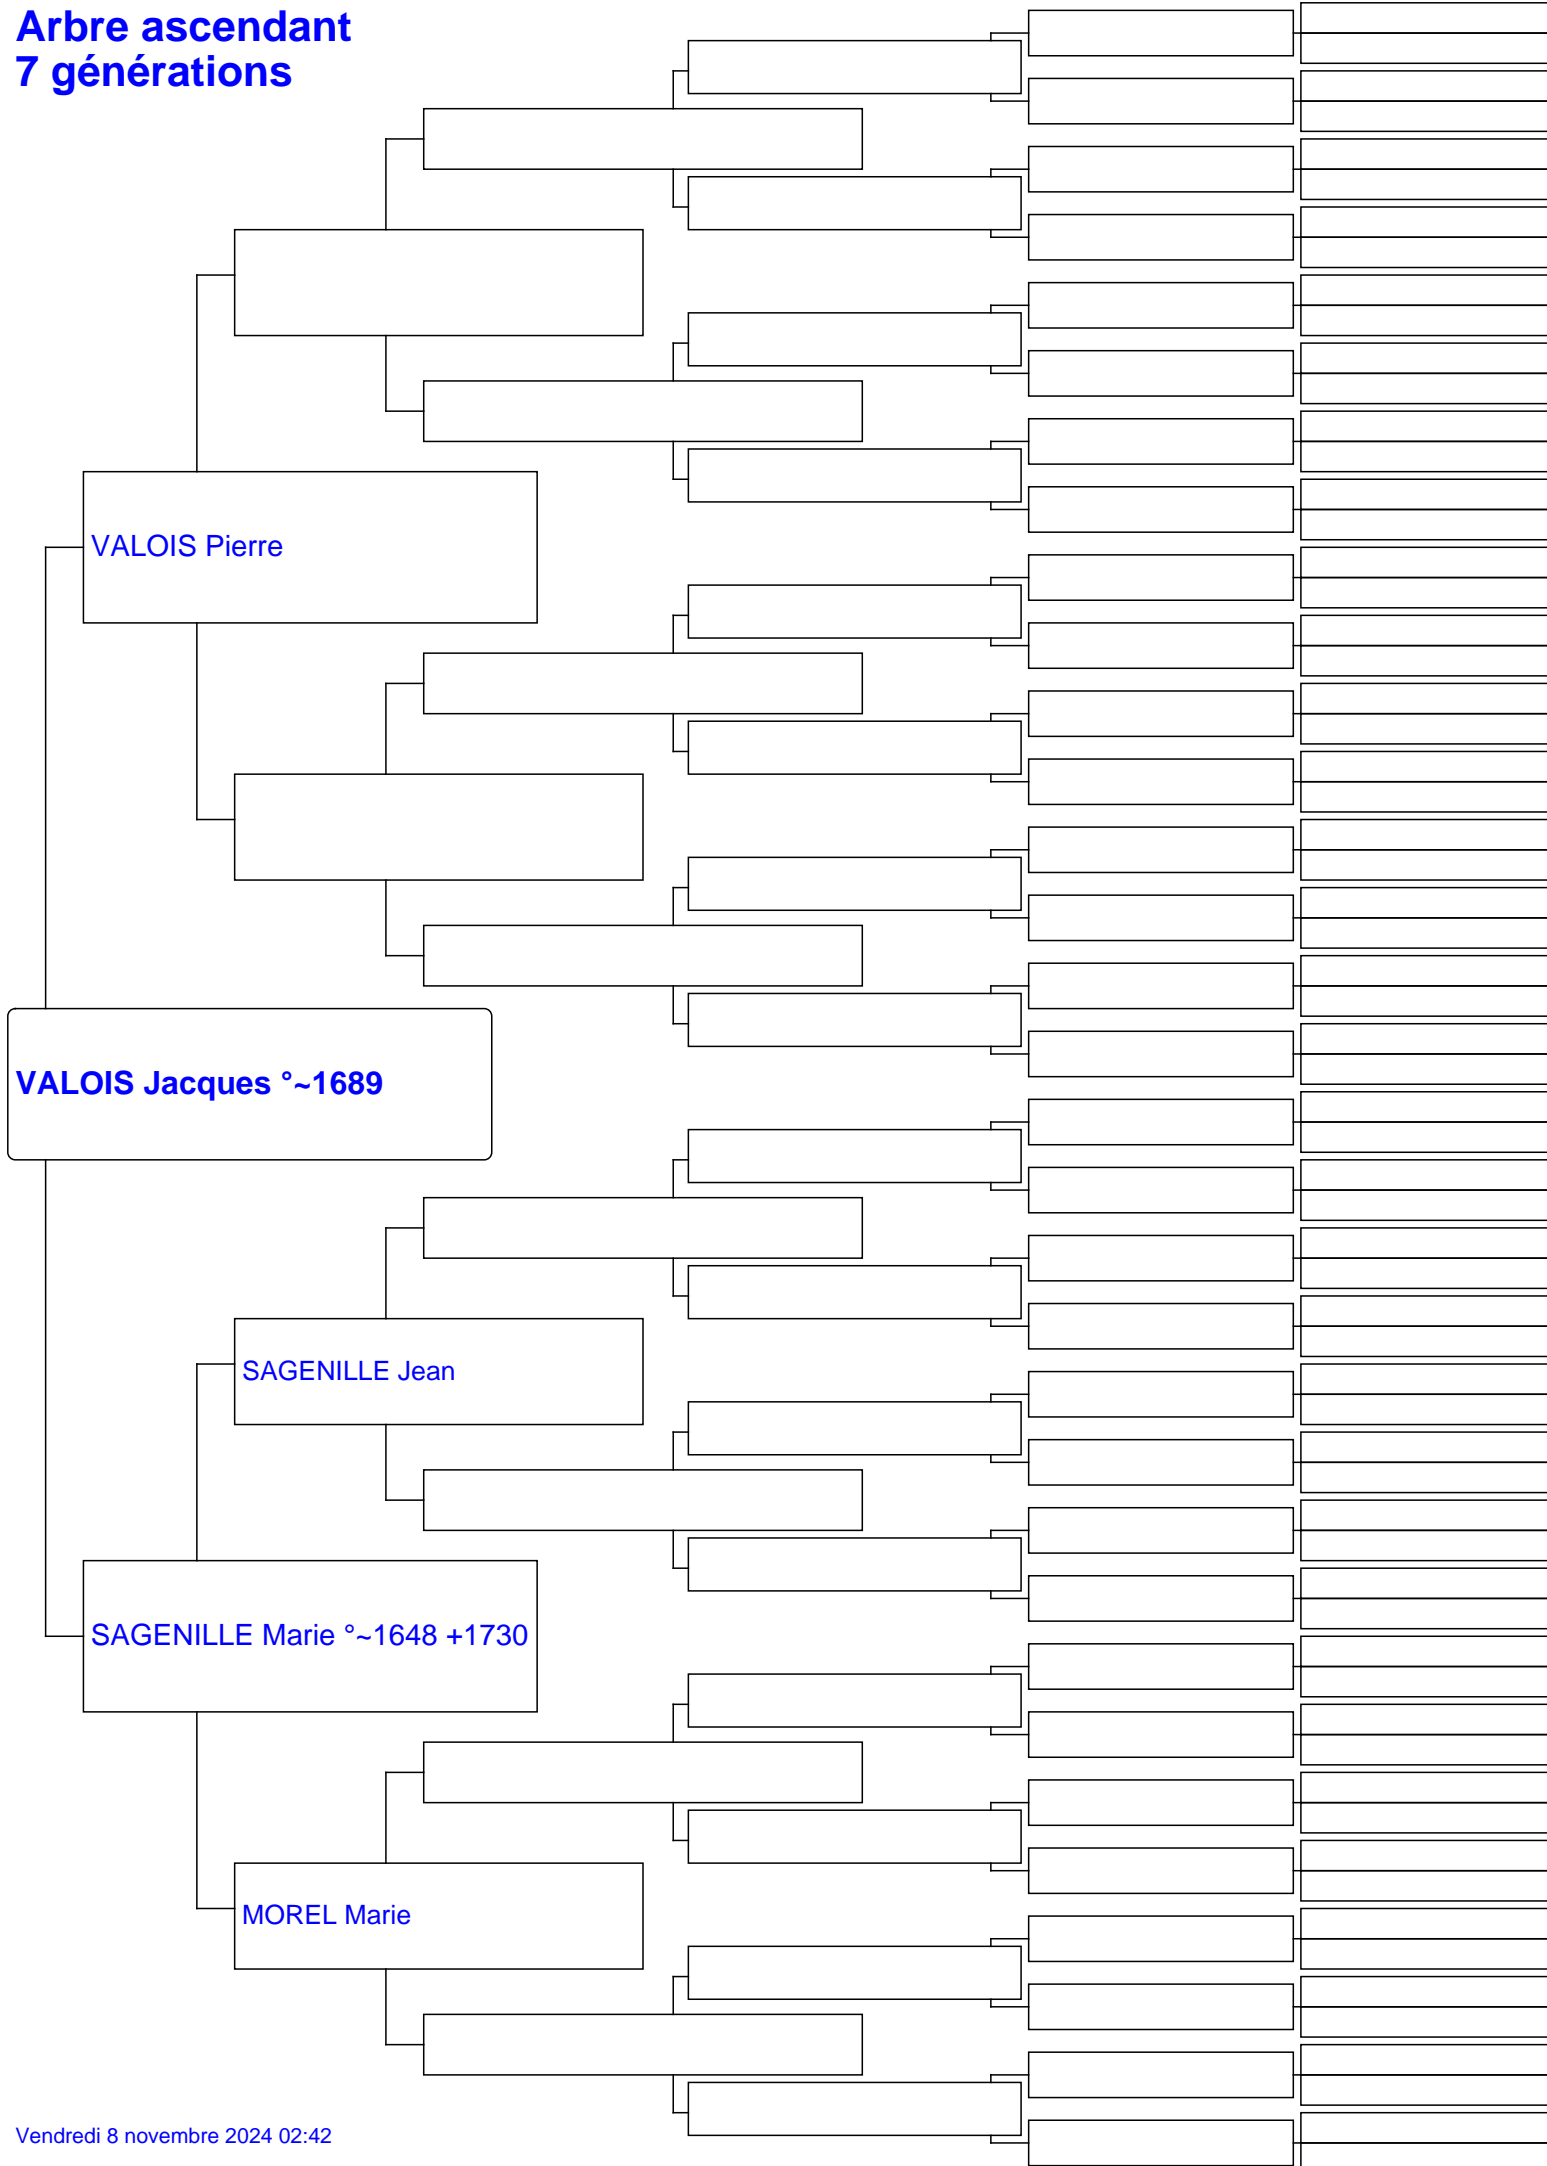 Arbre ascendant
7 générations
VALOIS Pierre
VALOIS Jacques °~1689
SAGENILLE Jean
SAGENILLE Marie °~1648 +1730
MOREL Marie
Vendredi 8 novembre 2024 02:42